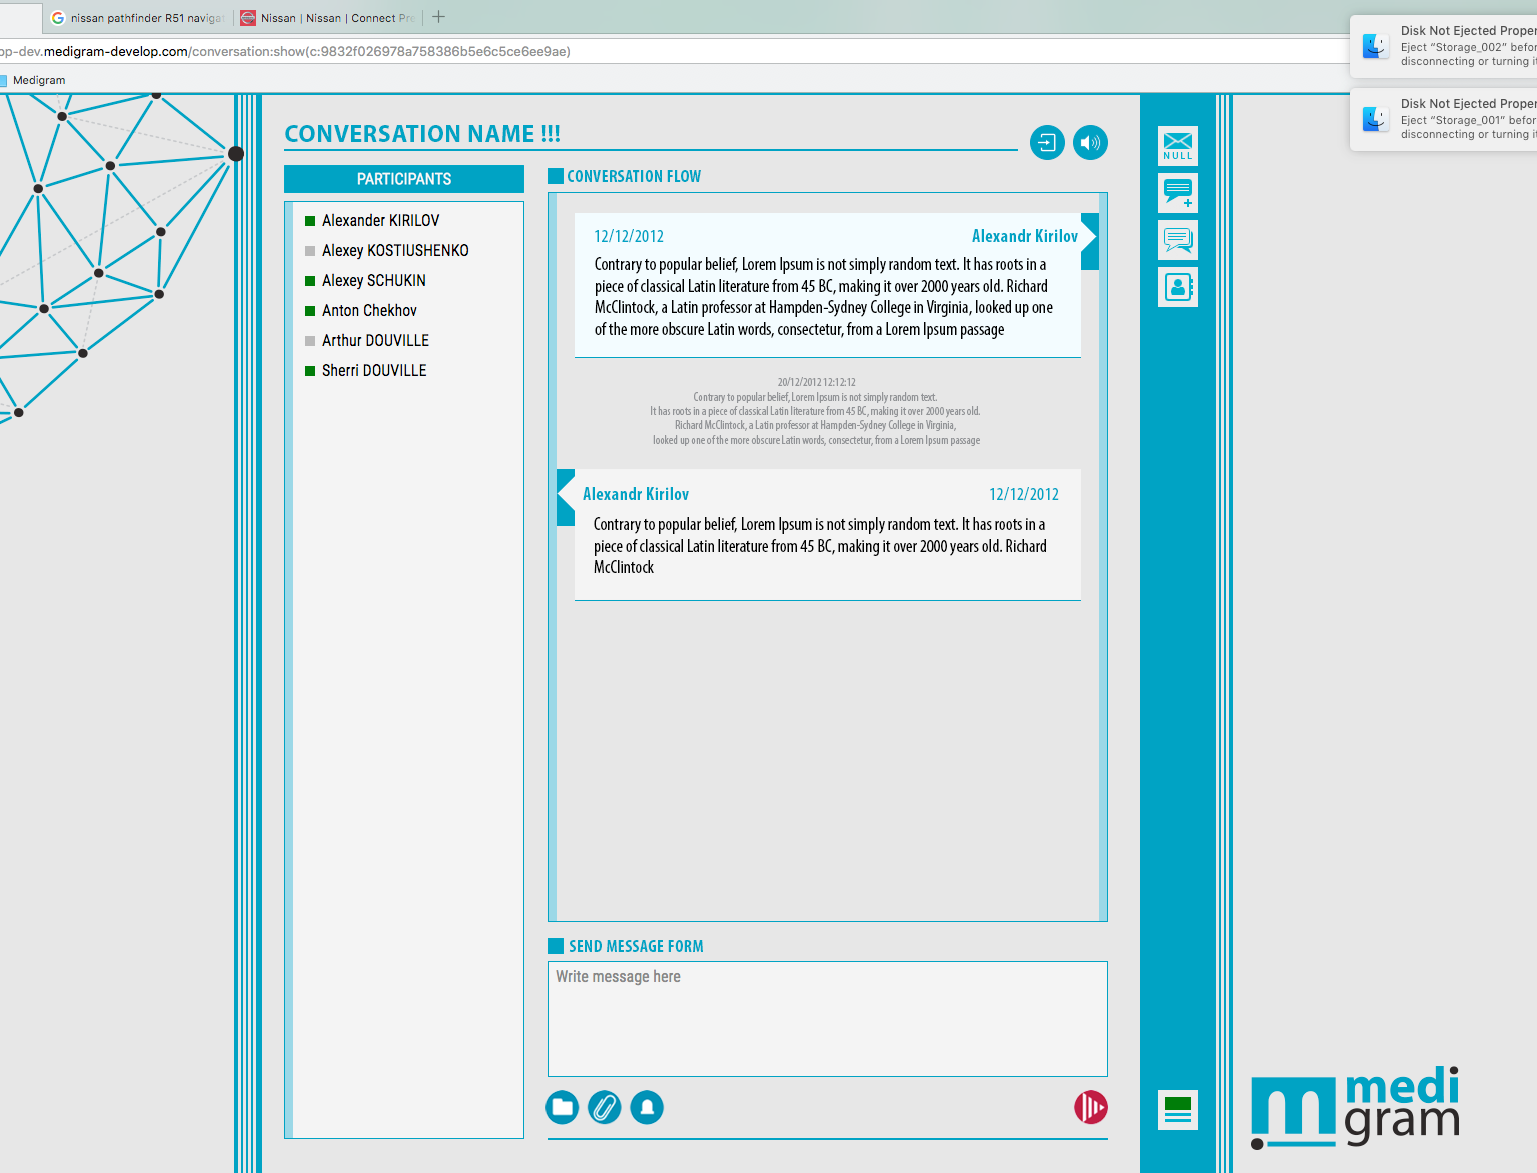 nissan pathfinder R51 navigat
Nissan | Nissan | Connect Pre
op-dev.medigram-develop.com/conversation:show(c:9832f026978a758386b5e6c5ce6ee9ae)
Medigram
Disk Not Ejected Proper
Eject “Storage_002” befor
disconnecting or turning it
Disk Not Ejected Proper
Eject “Storage_001” befor
disconnecting or turning it
CONVERSATION NAME !!!
NULL
PARTICIPANTS
Alexander KIRILOV
Alexey KOSTIUSHENKO
Alexey SCHUKIN
Anton Chekhov
Arthur DOUVILLE
Sherri DOUVILLE
CONVERSATION FLOW
12/12/2012
Alexandr Kirilov
Contrary to popular belief, Lorem Ipsum is not simply random text. It has roots in a
piece of classical Latin literature from 45 BC, making it over 2000 years old. Richard
McClintock, a Latin professor at Hampden-Sydney College in Virginia, looked up one
of the more obscure Latin words, consectetur, from a Lorem Ipsum passage
20/12/2012 12:12:12
Contrary to popular belief, Lorem Ipsum is not simply random text.
It has roots in a piece of classical Latin literature from 45 BC, making it over 2000 years old.
Richard McClintock, a Latin professor at Hampden-Sydney College in Virginia,
looked up one of the more obscure Latin words, consectetur, from a Lorem Ipsum passage
Alexandr Kirilov
12/12/2012
Contrary to popular belief, Lorem Ipsum is not simply random text. It has roots in a
piece of classical Latin literature from 45 BC, making it over 2000 years old. Richard
McClintock
SEND MESSAGE FORM
Write message here
medi
gram